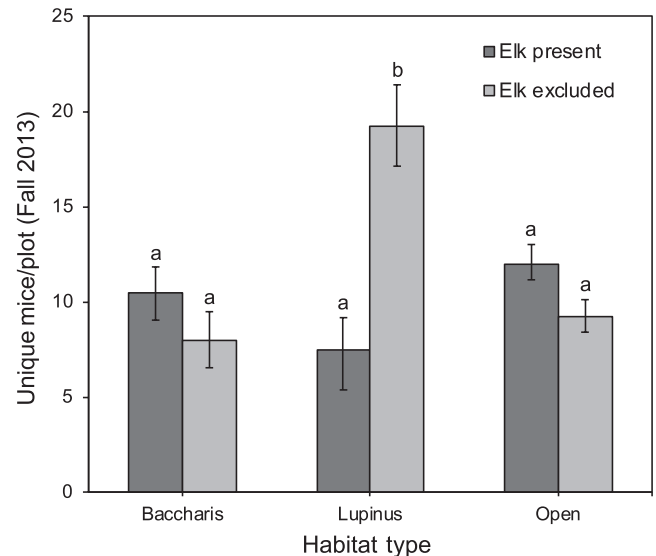 25
20
15
10
5
0
Unique mice/plot (Fall 2013)
Elk present
Elk excluded
a
a
a
b
a
a
Baccharis
Lupinus
Open
Habitat type